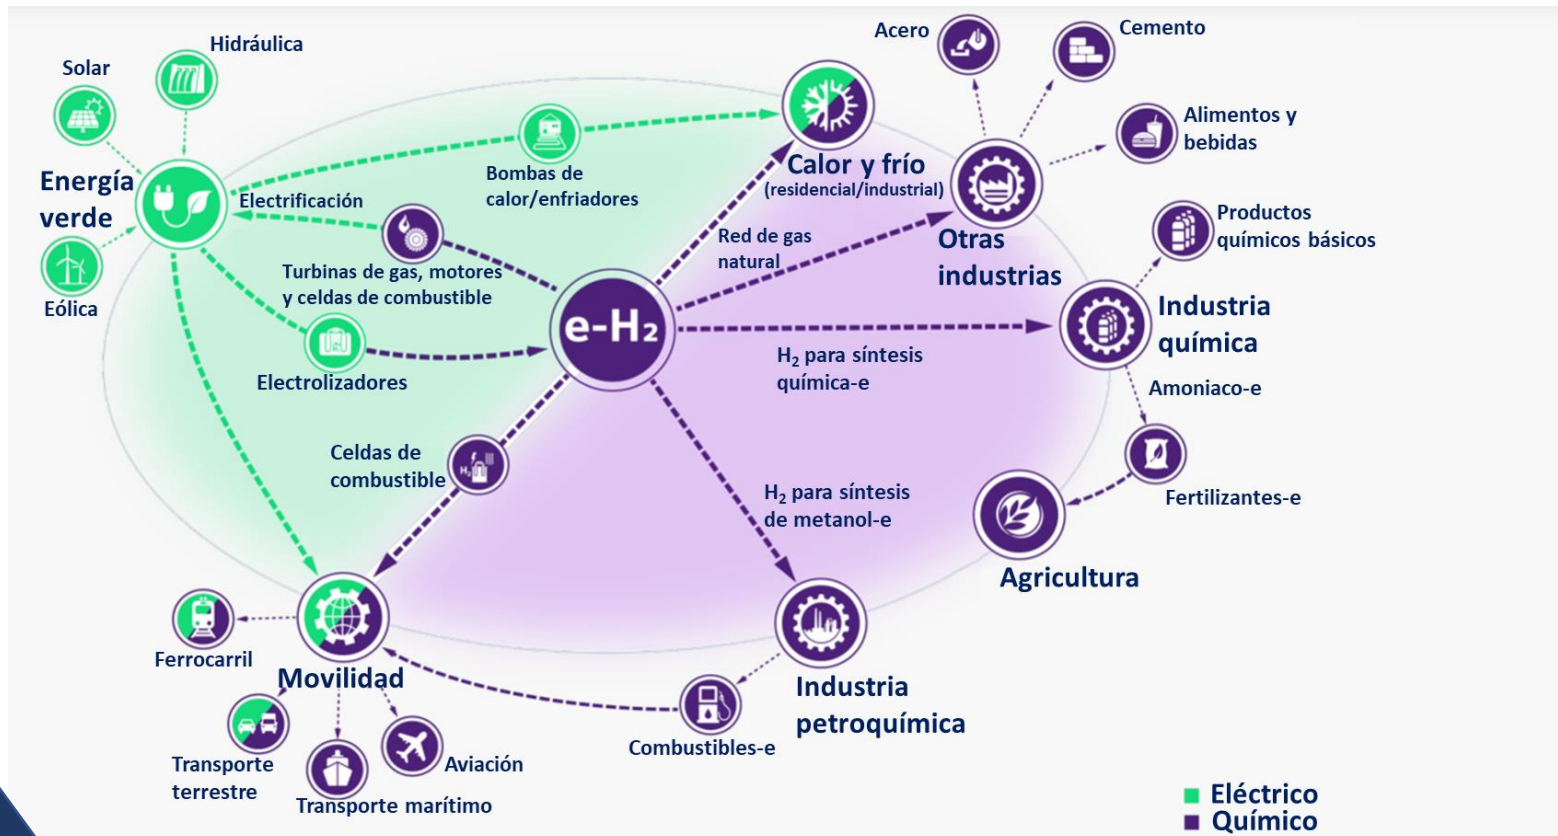 Hidráulica
Solar
Energía
verde
Eólica
Electrificación
Bombas de
calor/enfriadores
Turbinas de gas, motores
y celdas de combustible
Electrolizadores
e-H₂
Calor y frío
(residencial/industrial)
Red de gas
natural
Acero
Cemento
Alimentos y
bebidas
Otras
industrias
Productos
químicos básicos
Industria
química
H₂ para síntesis
química-e
Amoniaco-e
Fertilizantes-e
Agricultura
H₂ para síntesis
de metanol-e
Industria
petroquímica
Combustibles-e
Celdas de
combustible
H₂
Movilidad
Ferrocarril
Transporte
terrestre
Transporte marítimo
Aviación
Eléctrico
Químico